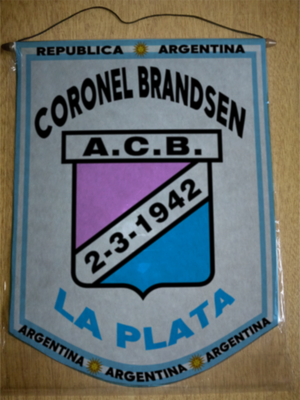 REPUBLICA ARGENTINA
CORONEL BRANDSEN
A.C.B.
2-3-1942
LA PLATA
ARGENTINA ARGENTINA ARGENTINA